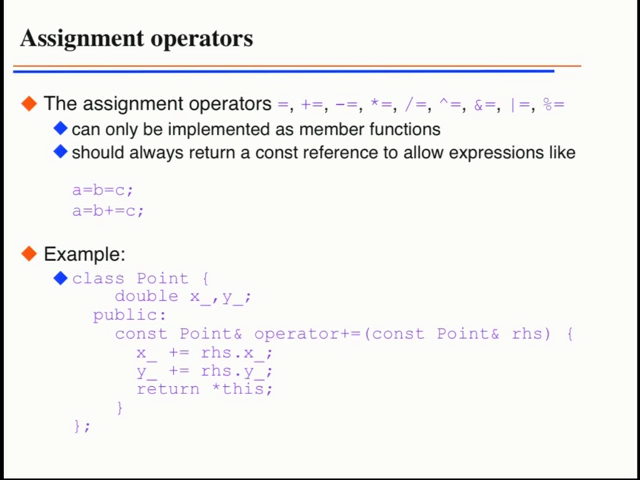 Assignment operators
The assignment operators =, +=, -=, *=, /=, ^=, &=, |=, %=
can only be implemented as member functions
should always return a const reference to allow expressions like
a=b=c;
a=b+=c;
Example:
class Point {
double x_,y_;
public:
const Point& operator+=(const Point& rhs) {
x_ += rhs.x_;
y_ += rhs.y_;
return *this;
}
};